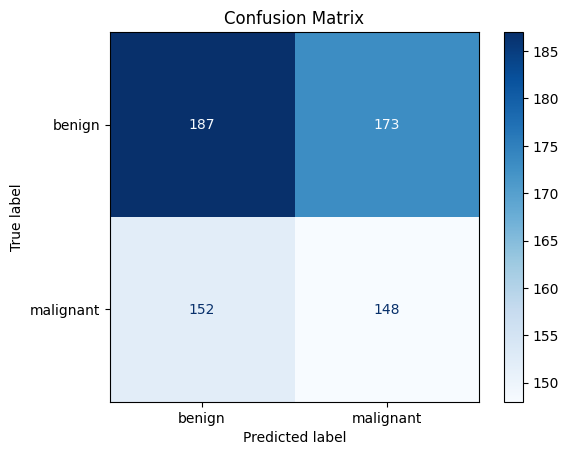 Confusion Matrix
benign
187
173
malignant
152
148
benign
malignant
True label
Predicted label
185
180
175
170
165
160
155
150